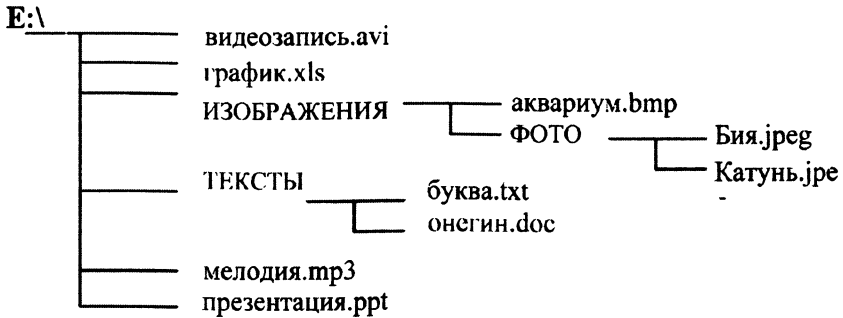 E:\
видеозапись.avi
график.xls
ИЗОБРАЖЕНИЯ
аквариум.bmp
ФОТО
Бия.jpeg
Катунь.jpe
ТЕКСТЫ
буква.txt
онегин.doc
мелодия.mp3
презентация.ppt